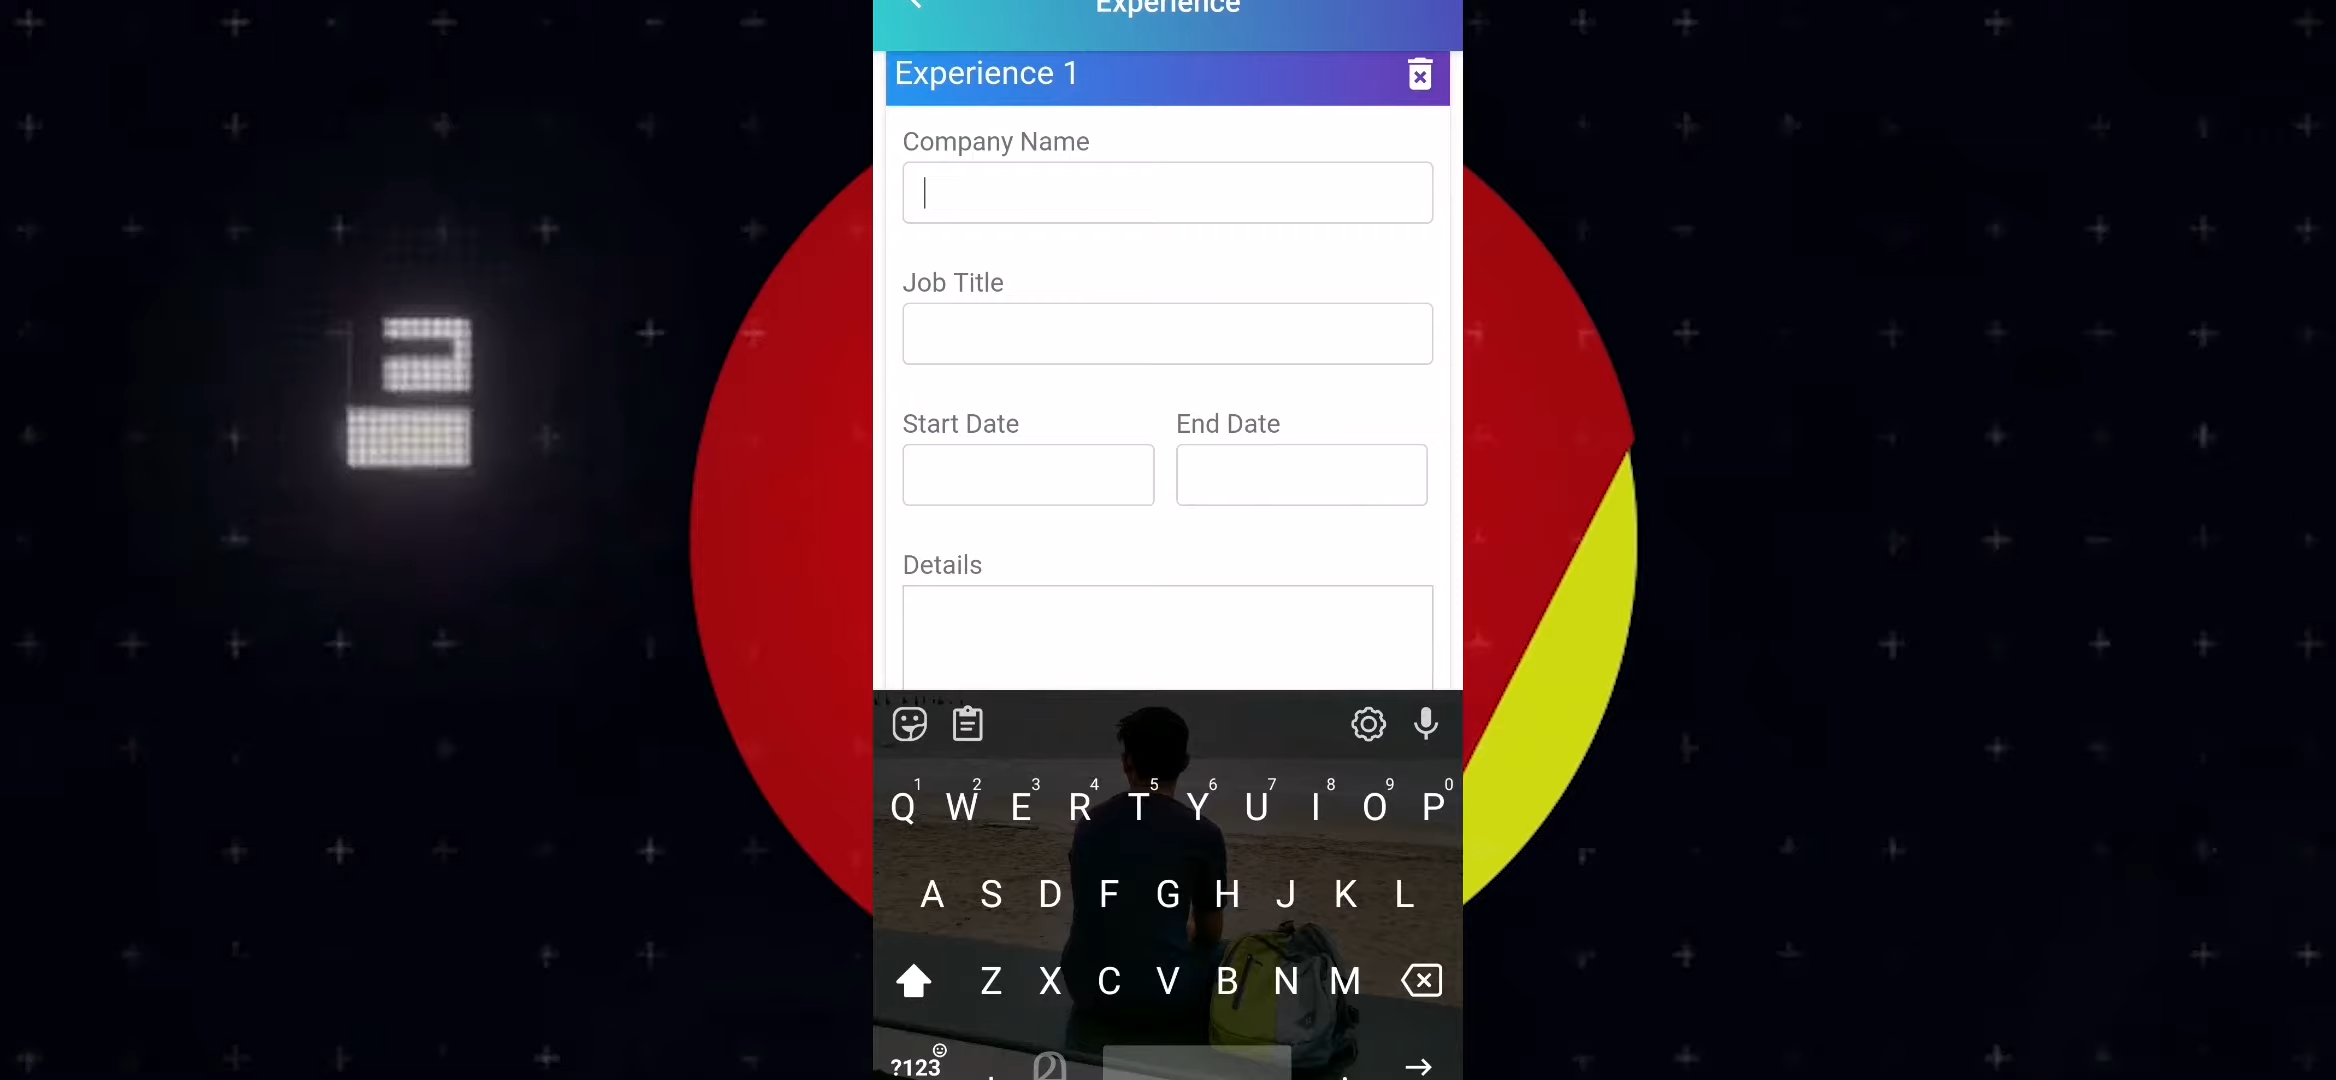 Experience
Experience 1
Company Name
Job Title
Start Date End Date
Details
1 2 3 4 5 6 7 8 9 0
Q W E R T Y U I O P
A S D F G H J K L
Z X C V B N M
?123